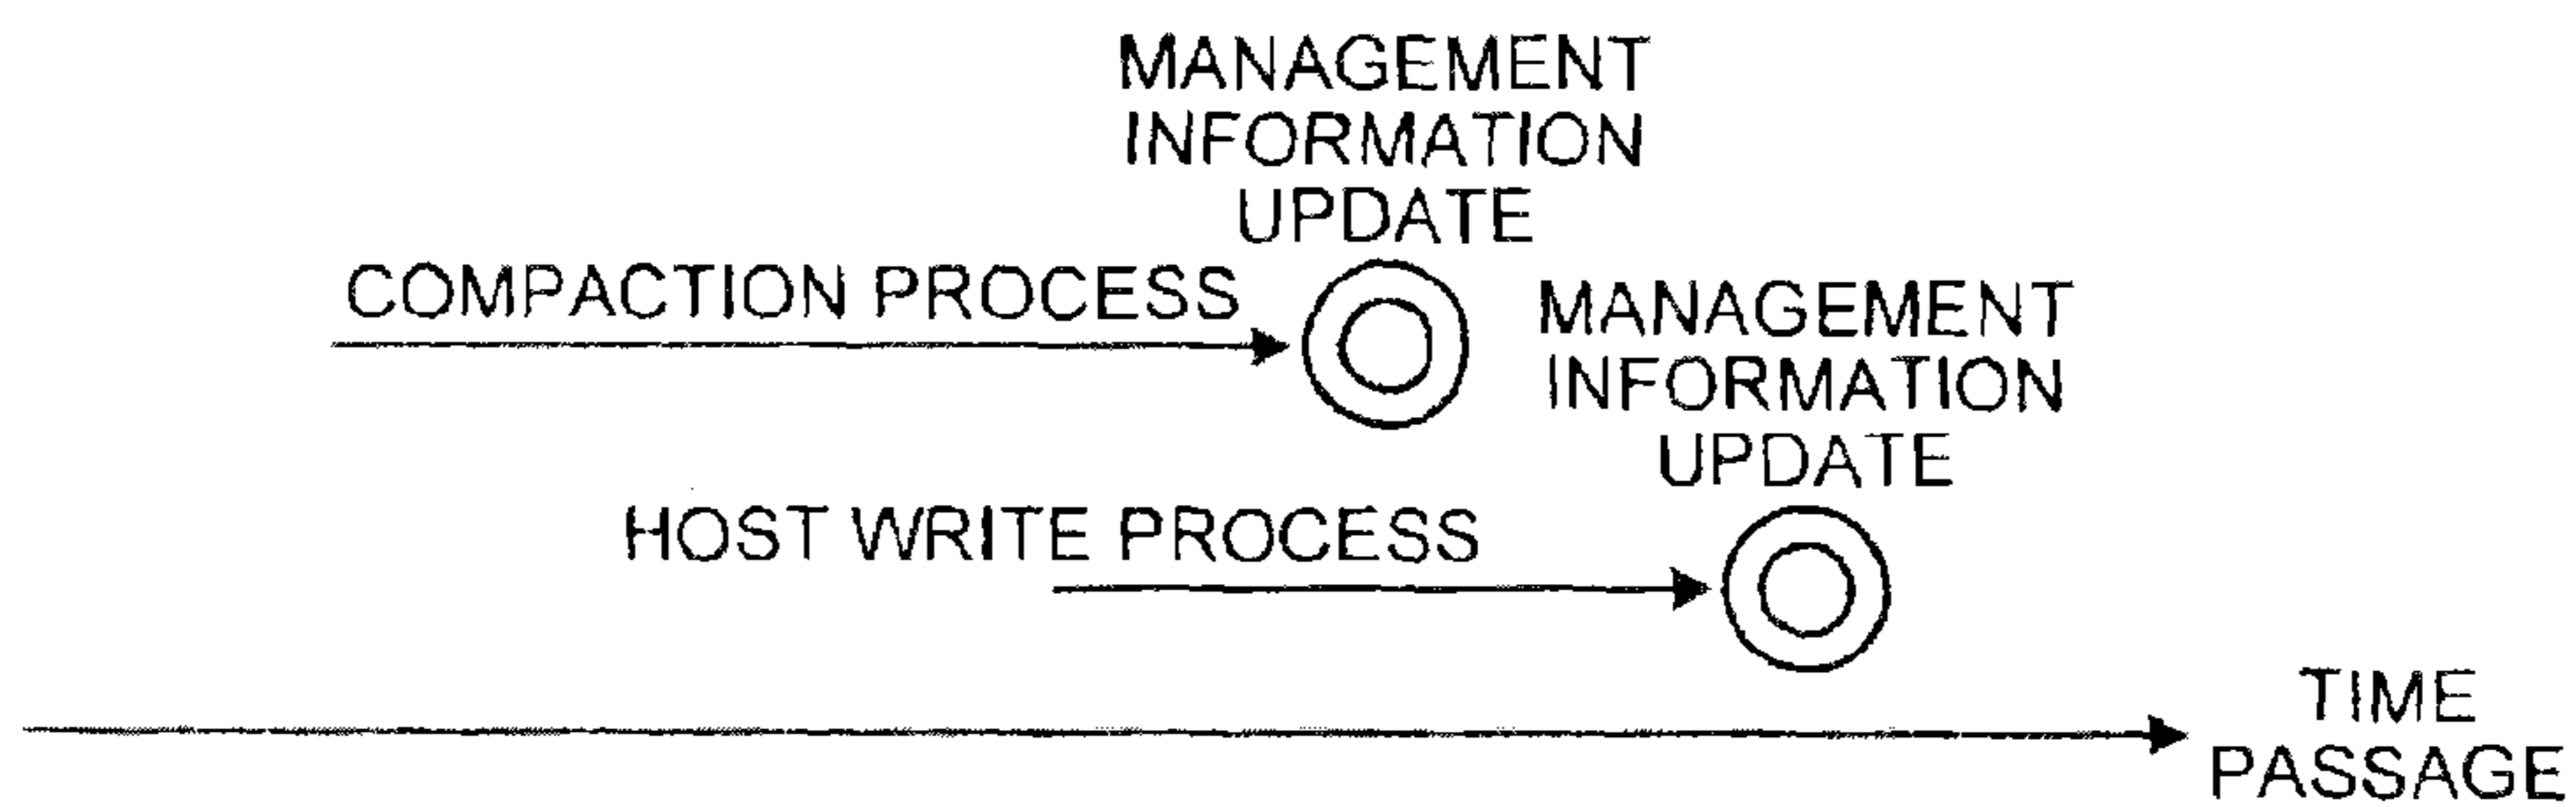 MANAGEMENT
INFORMATION
UPDATE
COMPACTION PROCESS
MANAGEMENT
INFORMATION
UPDATE
HOST WRITE PROCESS
TIME
PASSAGE